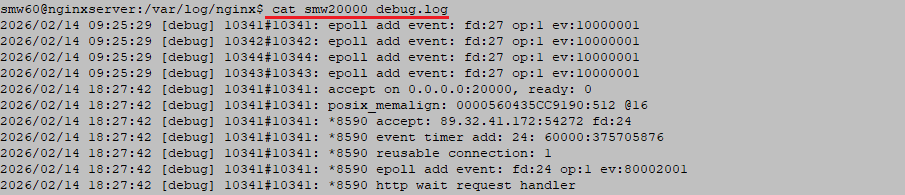 smw60@nginxserver:/var/log/nginx$ cat smw20000 debug.log
2026/02/14 09:25:29 [debug] 10341#10341: epoll add event: fd:27 op:1 ev:10000001
2026/02/14 09:25:29 [debug] 10342#10342: epoll add event: fd:27 op:1 ev:10000001
2026/02/14 09:25:29 [debug] 10344#10344: epoll add event: fd:27 op:1 ev:10000001
2026/02/14 09:25:29 [debug] 10343#10343: epoll add event: fd:27 op:1 ev:10000001
2026/02/14 18:27:42 [debug] 10341#10341: accept on 0.0.0.0:20000, ready: 0
2026/02/14 18:27:42 [debug] 10341#10341: posix_memalign: 0000560435CC9190:512 @16
2026/02/14 18:27:42 [debug] 10341#10341: *8590 accept: 89.32.41.172:54272 fd:24
2026/02/14 18:27:42 [debug] 10341#10341: *8590 event timer add: 24: 60000:375705876
2026/02/14 18:27:42 [debug] 10341#10341: *8590 reusable connection: 1
2026/02/14 18:27:42 [debug] 10341#10341: *8590 epoll add event: fd:24 op:1 ev:80002001
2026/02/14 18:27:42 [debug] 10341#10341: *8590 http wait request handler